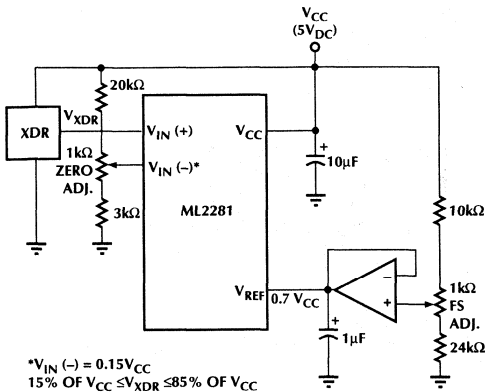 VCC
(5VDC)
20kΩ
VXDR
XDR
VIN (+)
VCC
1kΩ
ZERO
ADJ.
VIN (–)*
+
10μF
3kΩ
ML2281
10kΩ
VREF
0.7 VCC
–
+
1kΩ
FS
ADJ.
+
1μF
24kΩ
*VIN (–) = 0.15VCC
15% OF VCC ≤VXDR ≤85% OF VCC